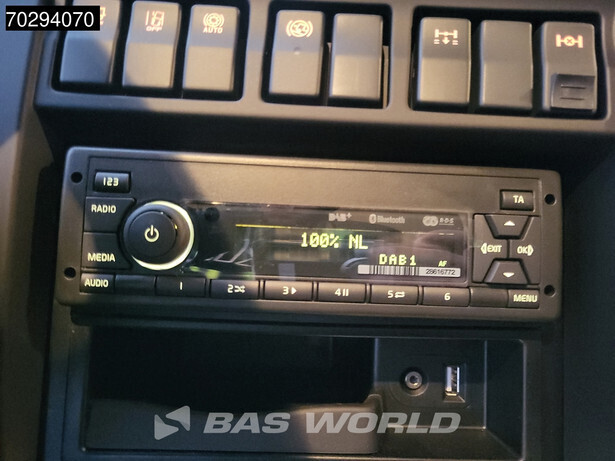 70294070
OFF
AUTO
123
TA
RADIO
DAB+ Bluetooth R·D·S
100% NL
EXIT OK
MEDIA
DAB1 AF
28616772
AUDIO 1 2 3 4 5 6 MENU
BAS WORLD